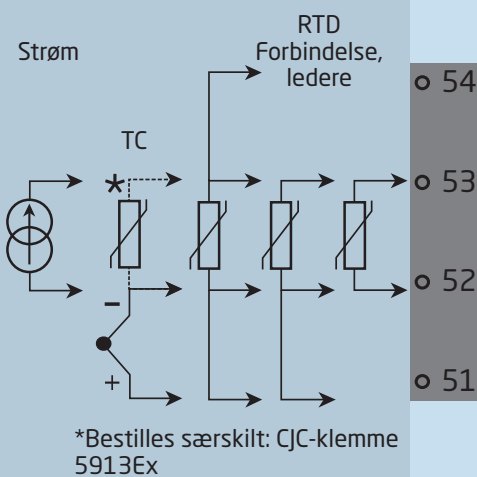 Strøm
RTD
Forbindelse,
ledere
TC
*
–
+
54
53
52
51
*Bestilles særskilt: CJC-klemme
5913Ex